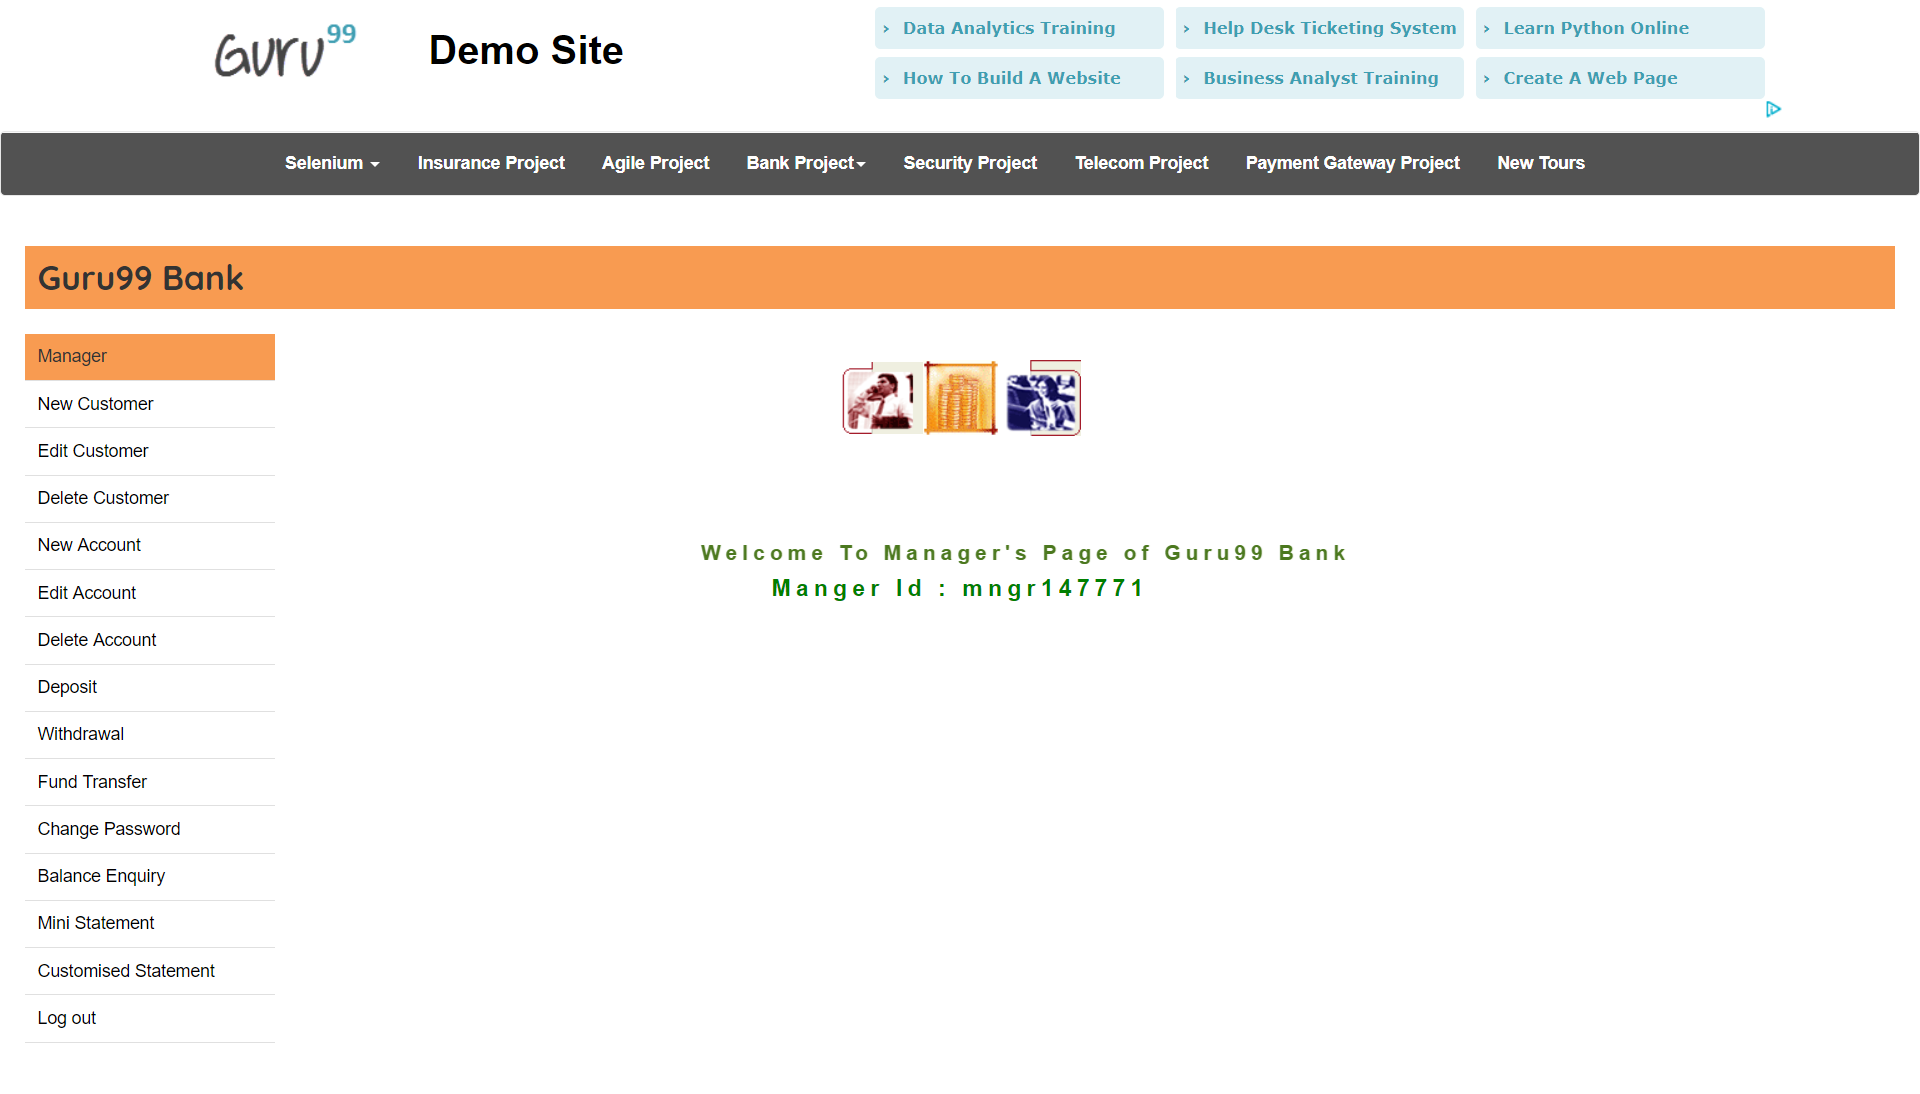 Guru99
Demo Site
› Data Analytics Training
› Help Desk Ticketing System
› Learn Python Online
› How To Build A Website
› Business Analyst Training
› Create A Web Page
Selenium Insurance Project Agile Project Bank Project Security Project Telecom Project Payment Gateway Project New Tours
Guru99 Bank
Manager
New Customer
Edit Customer
Delete Customer
New Account
Edit Account
Delete Account
Deposit
Withdrawal
Fund Transfer
Change Password
Balance Enquiry
Mini Statement
Customised Statement
Log out
Welcome To Manager's Page of Guru99 Bank
Manger Id : mngr147771